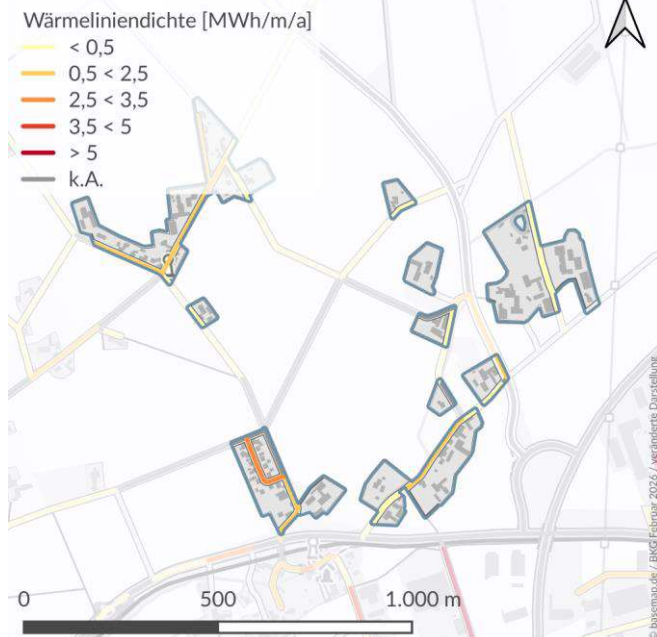 Wärmeliniendichte [MWh/m/a]
< 0,5
0,5 < 2,5
2,5 < 3,5
3,5 < 5
> 5
k.A.
0 500 1.000 m
basemap.de / BKG Februar 2026 / veränderte Darstellung